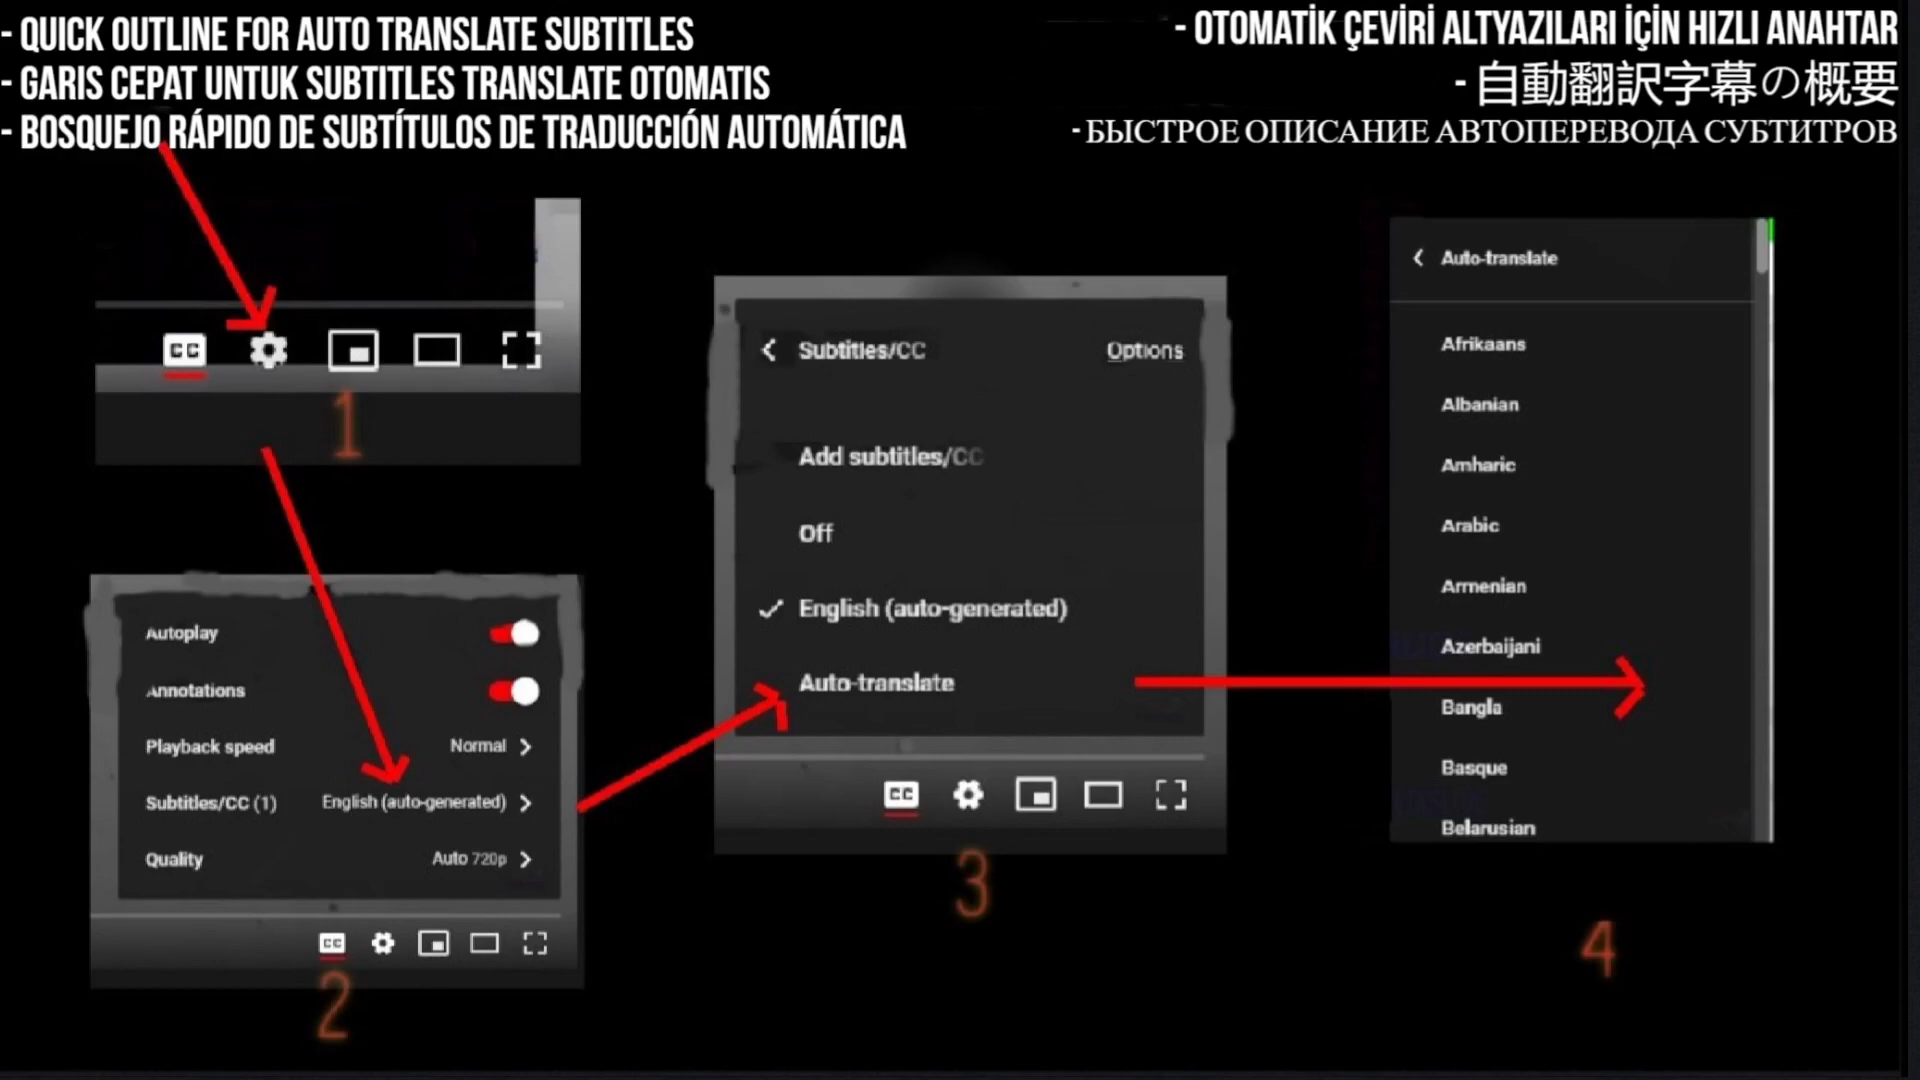 - QUICK OUTLINE FOR AUTO TRANSLATE SUBTITLES
- GARIS CEPAT UNTUK SUBTITLES TRANSLATE OTOMATIS
- BOSQUEJO RÁPIDO DE SUBTÍTULOS DE TRADUCCIÓN AUTOMÁTICA
- OTOMATİK ÇEVİRİ ALTYAZILARI İÇİN HIZLI ANAHTAR
- 自動翻訳字幕の概要
- БЫСТРОЕ ОПИСАНИЕ АВТОПЕРЕВОДА СУБТИТРОВ
CC
1
Autoplay
Annotations
Playback speed Normal
Subtitles/CC (1) English (auto-generated)
Quality Auto 720p
CC
2
Subtitles/CC Options
Add subtitles/CC
Off
English (auto-generated)
Auto-translate
CC
3
Auto-translate
Afrikaans
Albanian
Amharic
Arabic
Armenian
Azerbaijani
Bangla
Basque
Belarusian
4